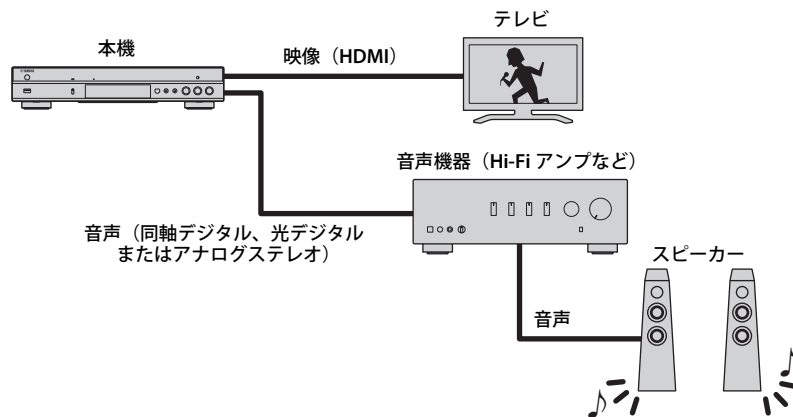 テレビ
本機
映像（HDMI）
音声機器（Hi-Fi アンプなど）
音声（同軸デジタル、光デジタル
またはアナログステレオ）
スピーカー
音声